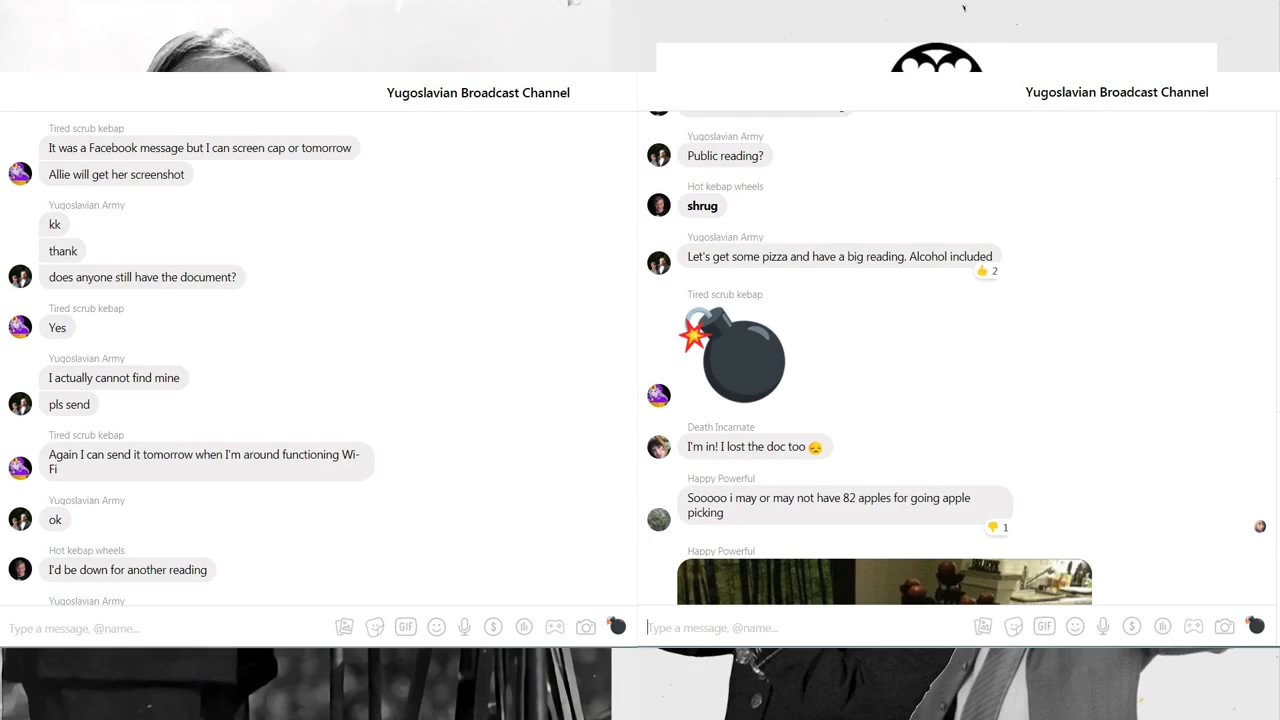 Yugoslavian Broadcast Channel
Tired scrub kebap
It was a Facebook message but I can screen cap or tomorrow
Allie will get her screenshot
Yugoslavian Army
kk
thank
does anyone still have the document?
Tired scrub kebap
Yes
Yugoslavian Army
I actually cannot find mine
pls send
Tired scrub kebap
Again I can send it tomorrow when I'm around functioning Wi-
Fi
Yugoslavian Army
ok
Hot kebap wheels
I'd be down for another reading
Yugoslavian Army
Type a message, @name...
GIF
Yugoslavian Broadcast Channel
Yugoslavian Army
Public reading?
Hot kebap wheels
shrug
Yugoslavian Army
Let's get some pizza and have a big reading. Alcohol included
2
Tired scrub kebap
Death Incarnate
I'm in! I lost the doc too 😞
Happy Powerful
Sooooo i may or may not have 82 apples for going apple
picking
1
Happy Powerful
Type a message, @name...
GIF